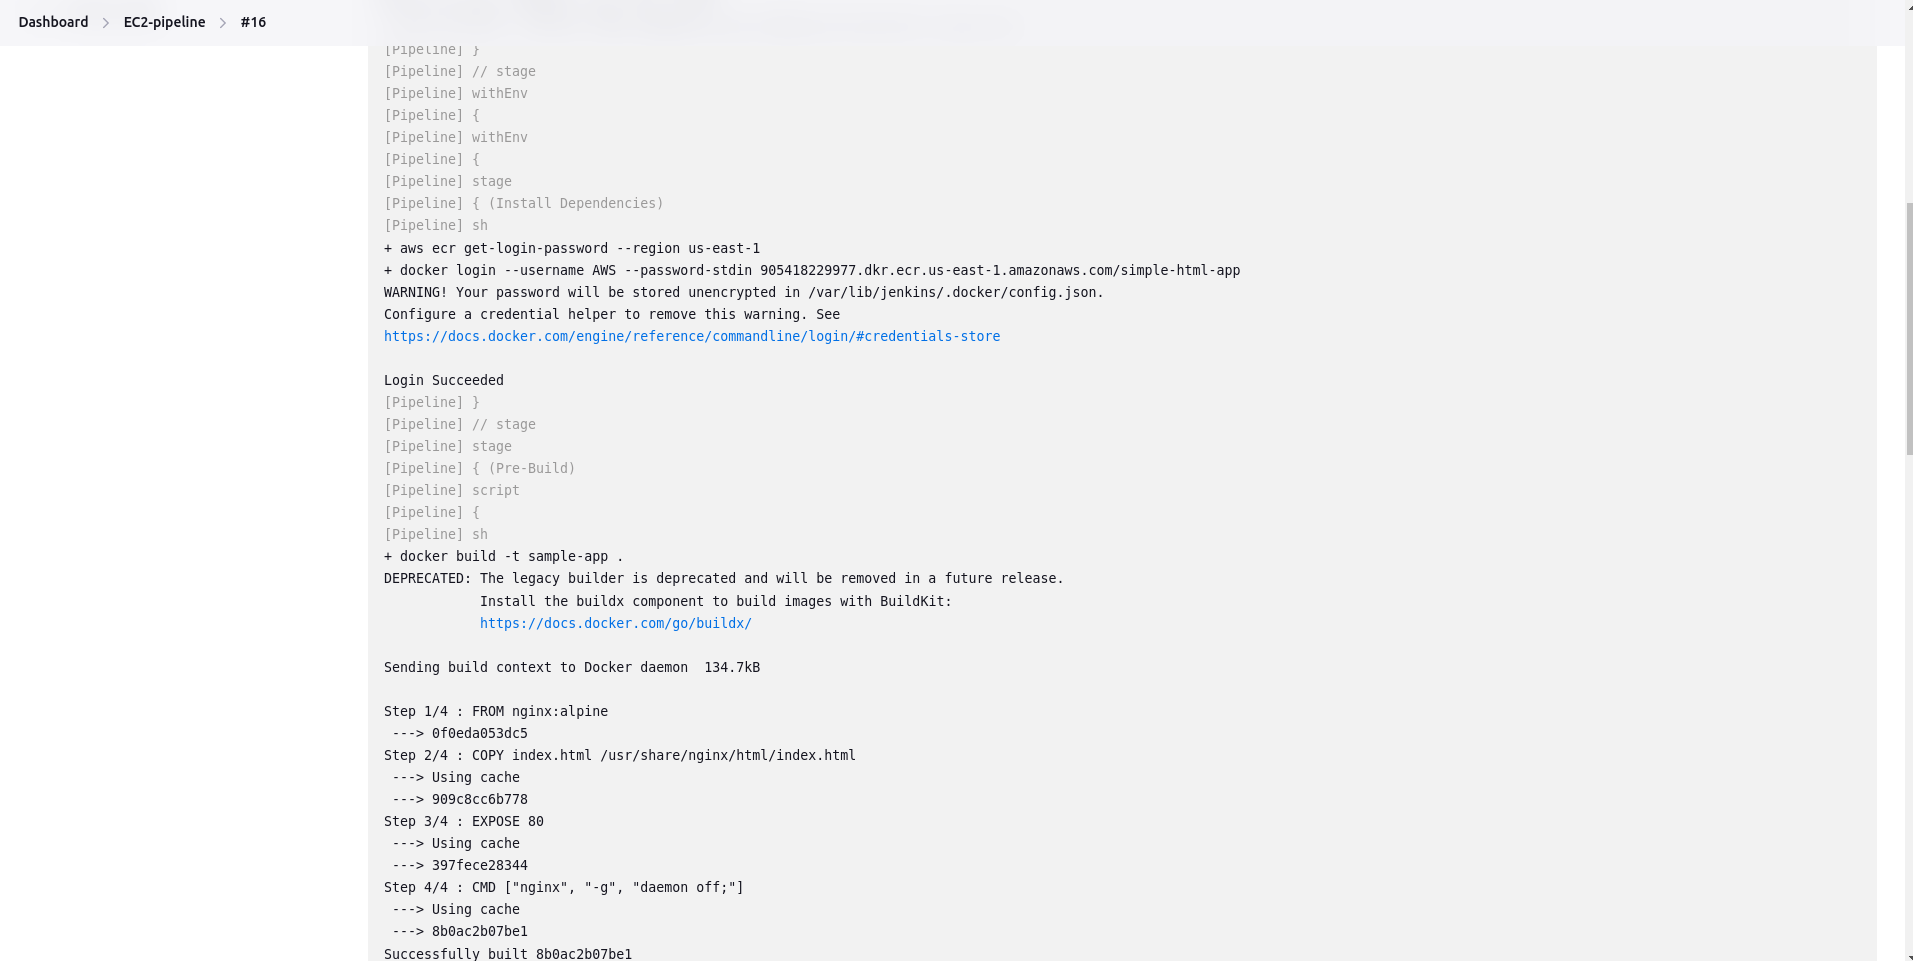 Dashboard > EC2-pipeline > #16
[Pipeline] }
[Pipeline] // stage
[Pipeline] withEnv
[Pipeline] {
[Pipeline] withEnv
[Pipeline] {
[Pipeline] stage
[Pipeline] { (Install Dependencies)
[Pipeline] sh
+ aws ecr get-login-password --region us-east-1
+ docker login --username AWS --password-stdin 905418229977.dkr.ecr.us-east-1.amazonaws.com/simple-html-app
WARNING! Your password will be stored unencrypted in /var/lib/jenkins/.docker/config.json.
Configure a credential helper to remove this warning. See
https://docs.docker.com/engine/reference/commandline/login/#credentials-store
Login Succeeded
[Pipeline] }
[Pipeline] // stage
[Pipeline] stage
[Pipeline] { (Pre-Build)
[Pipeline] script
[Pipeline] {
[Pipeline] sh
+ docker build -t sample-app .
DEPRECATED: The legacy builder is deprecated and will be removed in a future release.
Install the buildx component to build images with BuildKit:
https://docs.docker.com/go/buildx/
Sending build context to Docker daemon  134.7kB
Step 1/4 : FROM nginx:alpine
---> 0f0eda053dc5
Step 2/4 : COPY index.html /usr/share/nginx/html/index.html
---> Using cache
---> 909c8cc6b778
Step 3/4 : EXPOSE 80
---> Using cache
---> 397fece28344
Step 4/4 : CMD ["nginx", "-g", "daemon off;"]
---> Using cache
---> 8b0ac2b07be1
Successfully built 8b0ac2b07be1